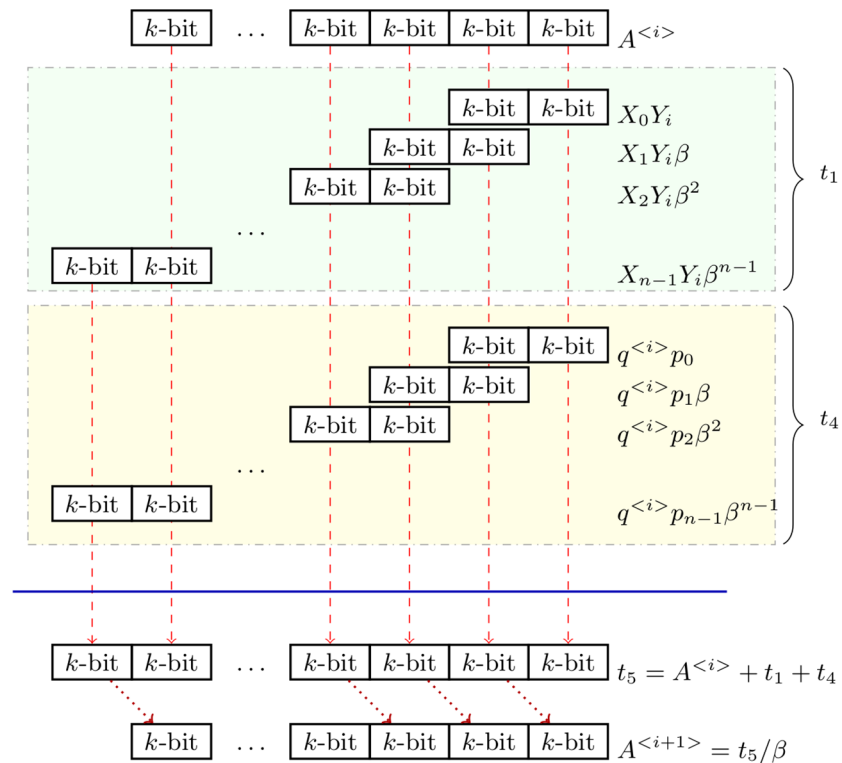 k-bit ... k-bit k-bit k-bit k-bit A^{<i>}
k-bit k-bit X_0Y_i
k-bit k-bit X_1Y_iβ
k-bit k-bit X_2Y_iβ^2
t_1
...
k-bit k-bit X_{n−1}Y_iβ^{n−1}
k-bit k-bit q^{<i>}p_0
k-bit k-bit q^{<i>}p_1β
k-bit k-bit q^{<i>}p_2β^2
t_4
...
k-bit k-bit q^{<i>}p_{n−1}β^{n−1}
k-bit k-bit ... k-bit k-bit k-bit k-bit t_5 = A^{<i>} + t_1 + t_4
k-bit ... k-bit k-bit k-bit k-bit A^{<i+1>} = t_5/β